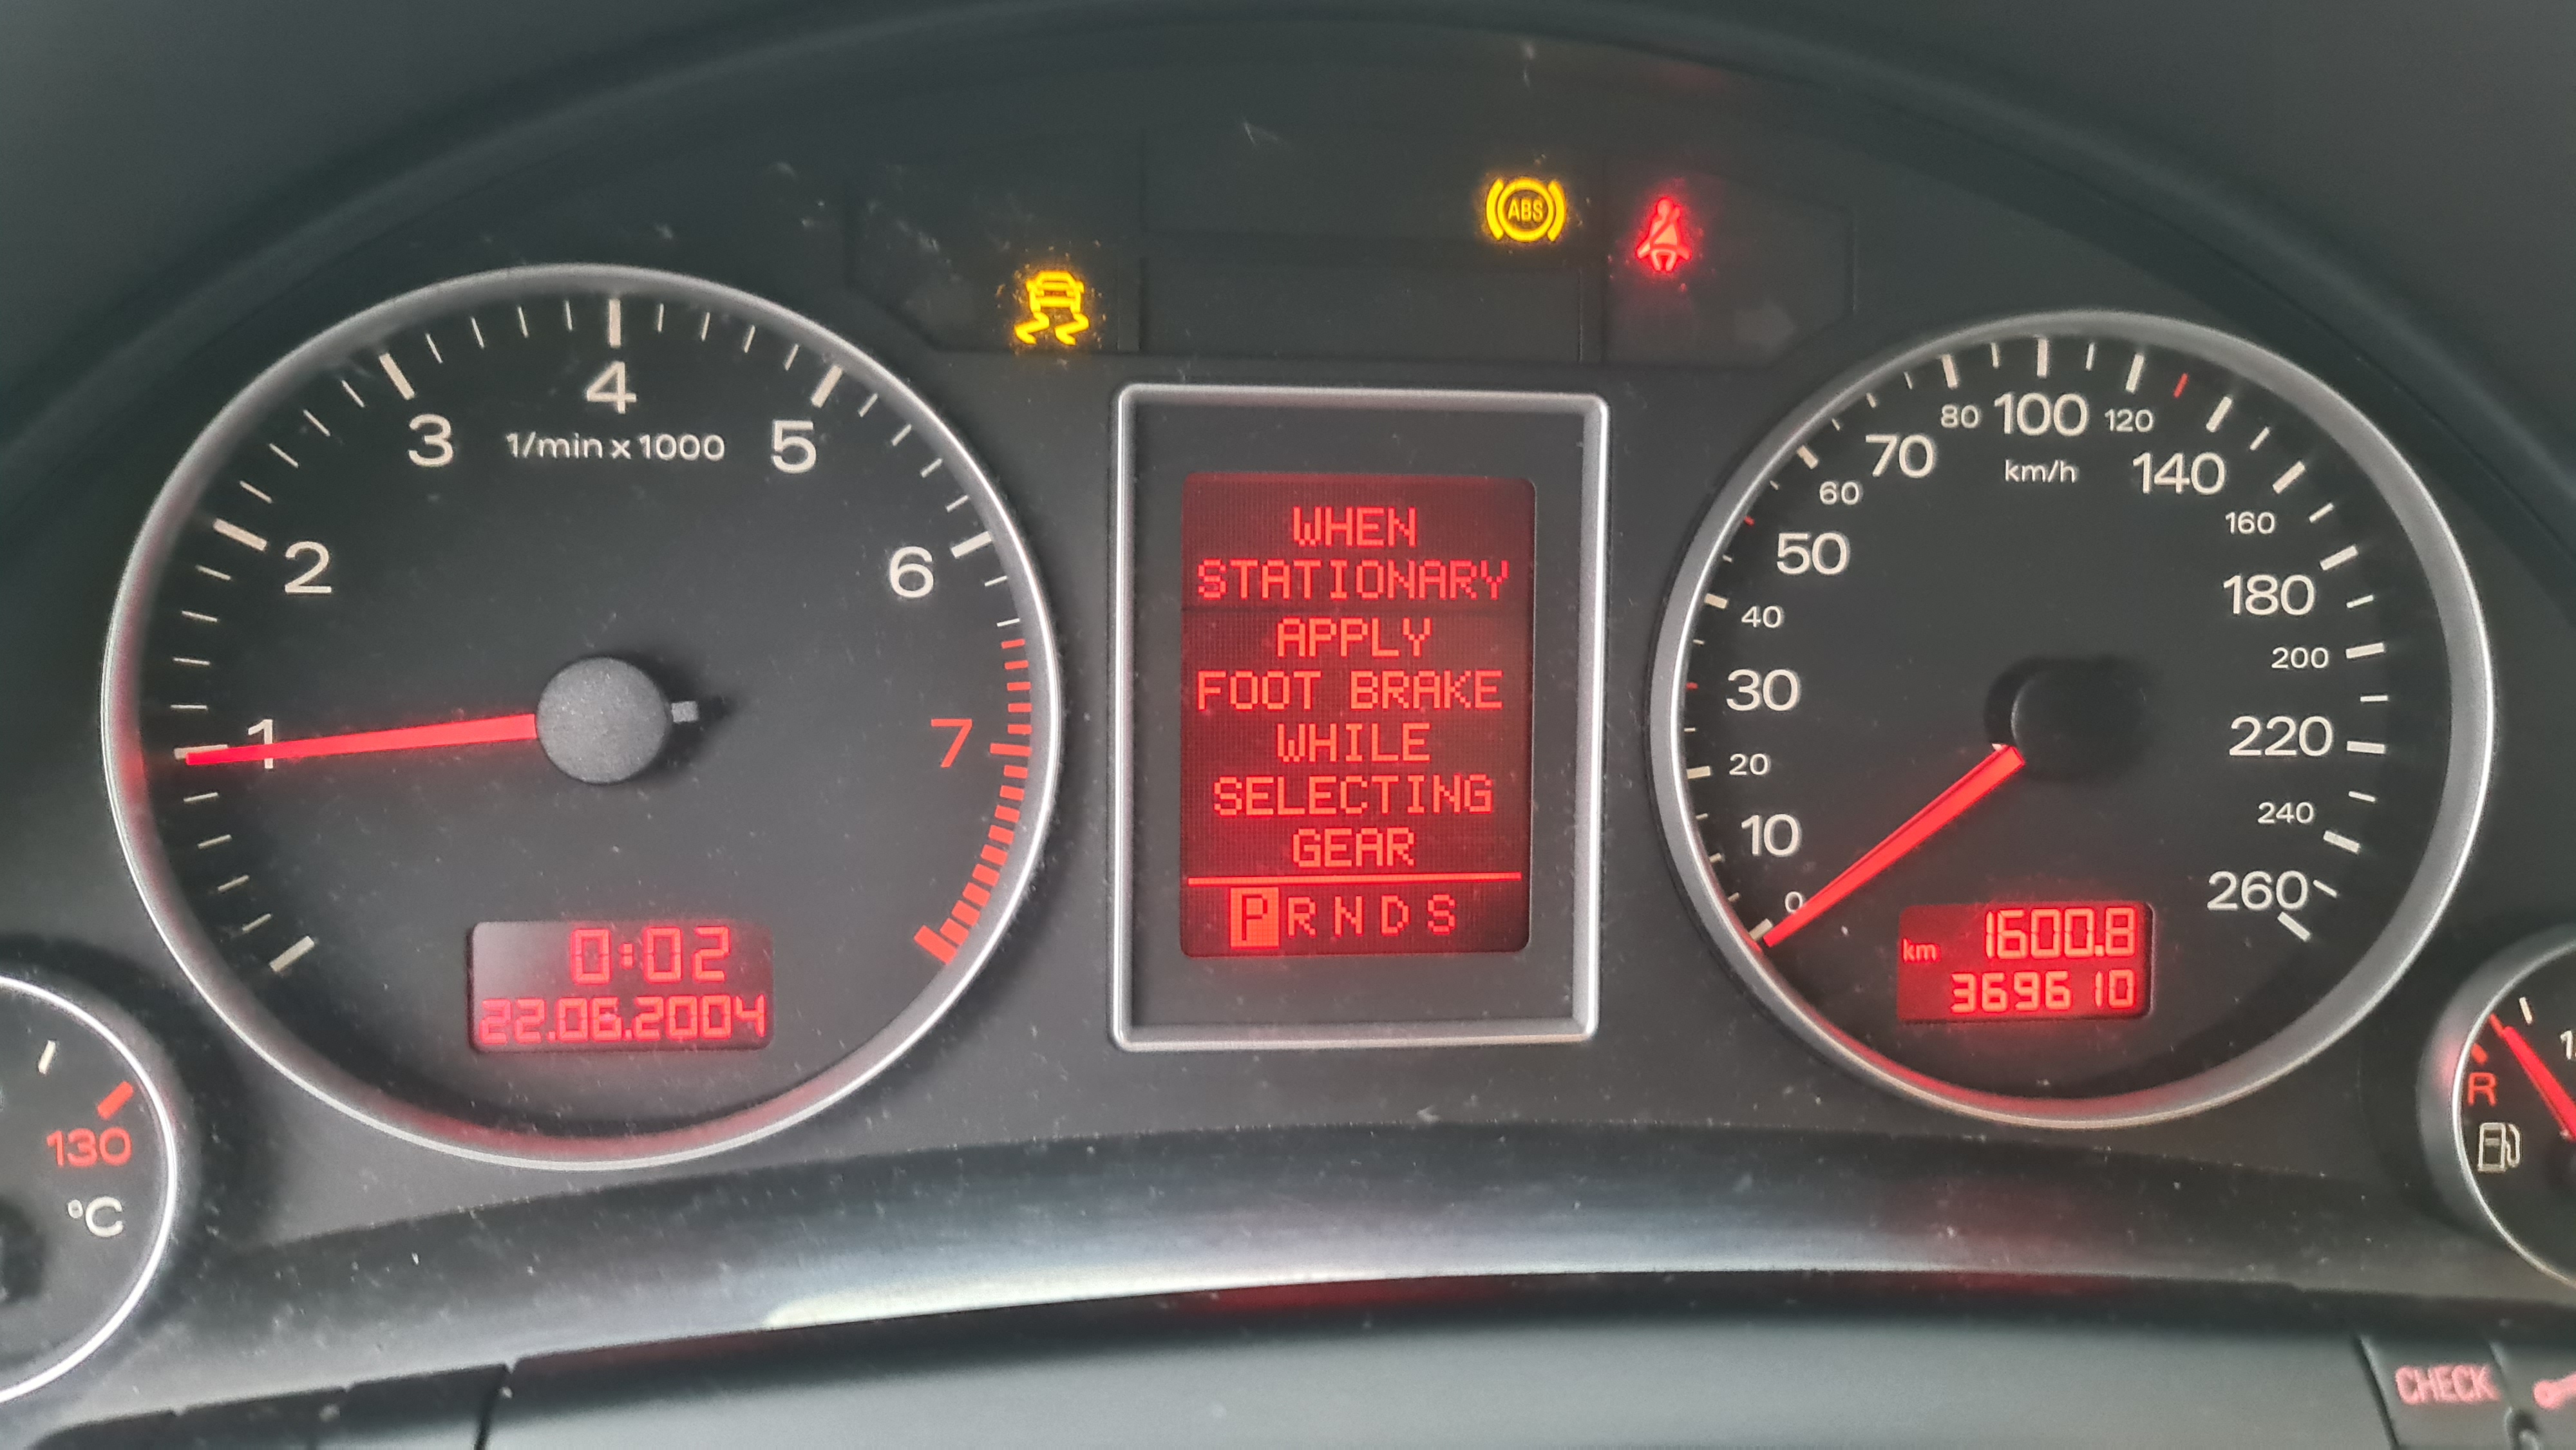 ABS
4
3
5
1/min x 1000
2
6
1
7
0:02
22.06.2004
130
°C
WHEN
STATIONARY
APPLY
FOOT BRAKE
WHILE
SELECTING
GEAR
P R N D S
80 100 120
70 140
km/h
60 160
50 180
40 200
30 220
20 240
10 260
0
km 1600.8
369610
R
CHECK